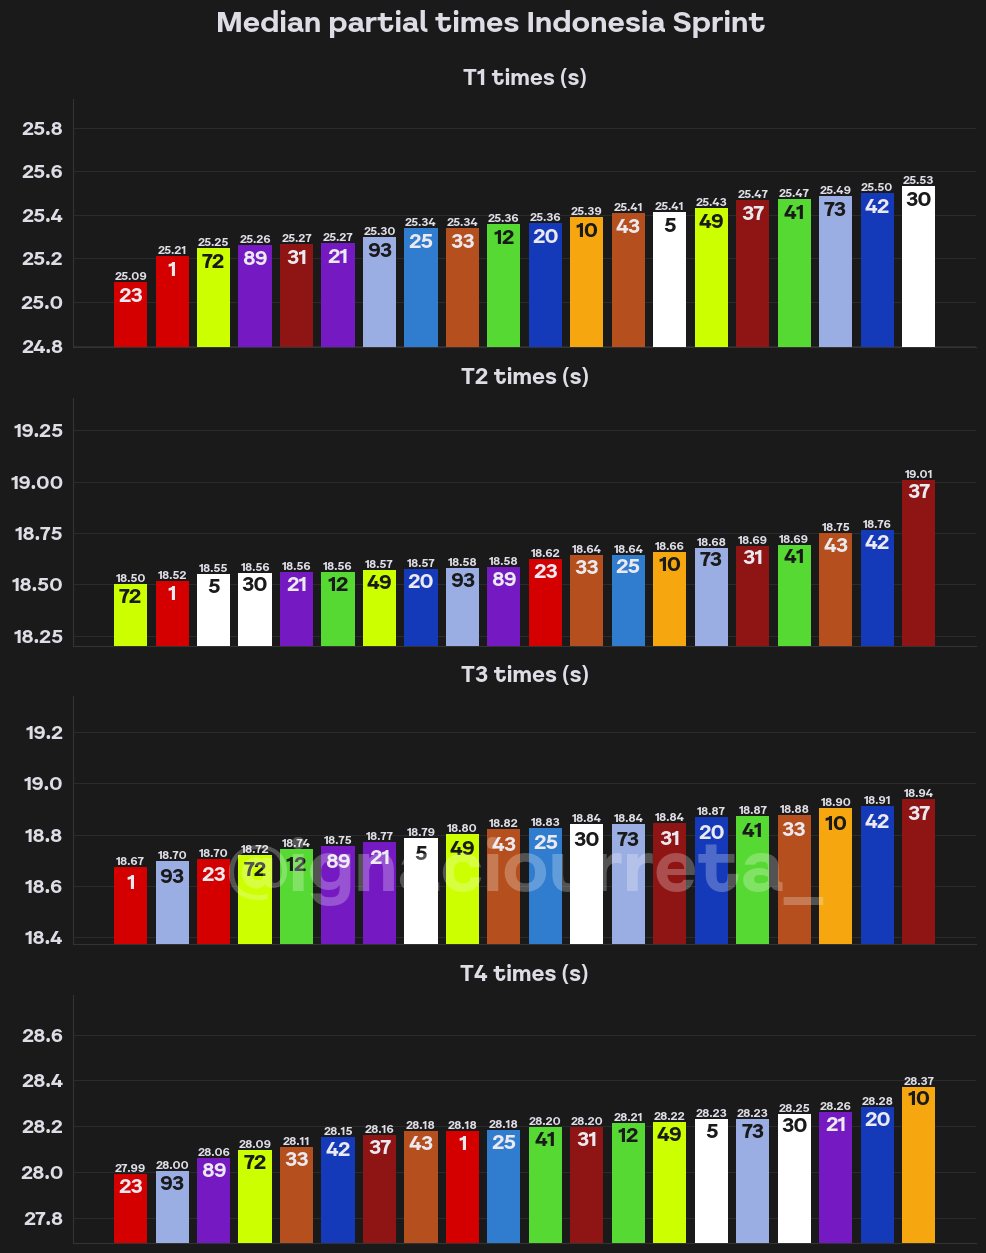 Median partial times Indonesia Sprint
T1 times (s)
25.8
25.6
25.4
25.2
25.0
24.8
25.09 25.21 25.25 25.26 25.27 25.27 25.30 25.34 25.34 25.36 25.36 25.39 25.41 25.41 25.43 25.47 25.47 25.49 25.50 25.53
23 1 72 89 31 21 93 25 33 12 20 10 43 5 49 37 41 73 42 30
T2 times (s)
19.25
19.00
18.75
18.50
18.25
18.50 18.52 18.55 18.56 18.56 18.56 18.57 18.57 18.58 18.58 18.62 18.64 18.64 18.66 18.68 18.69 18.69 18.75 18.76 19.01
72 1 5 30 21 12 49 20 93 89 23 33 25 10 73 31 41 43 42 37
T3 times (s)
19.2
19.0
18.8
18.6
18.4
18.67 18.70 18.70 18.72 18.74 18.75 18.77 18.79 18.80 18.82 18.83 18.84 18.84 18.84 18.87 18.87 18.88 18.90 18.91 18.94
1 93 23 72 12 89 21 5 49 43 25 30 73 31 20 41 33 10 42 37
@ignaciourreta_
T4 times (s)
28.6
28.4
28.2
28.0
27.8
27.99 28.00 28.06 28.09 28.11 28.15 28.16 28.18 28.18 28.18 28.20 28.20 28.21 28.22 28.23 28.23 28.25 28.26 28.28 28.37
23 93 89 72 33 42 37 43 1 25 41 31 12 49 5 73 30 21 20 10